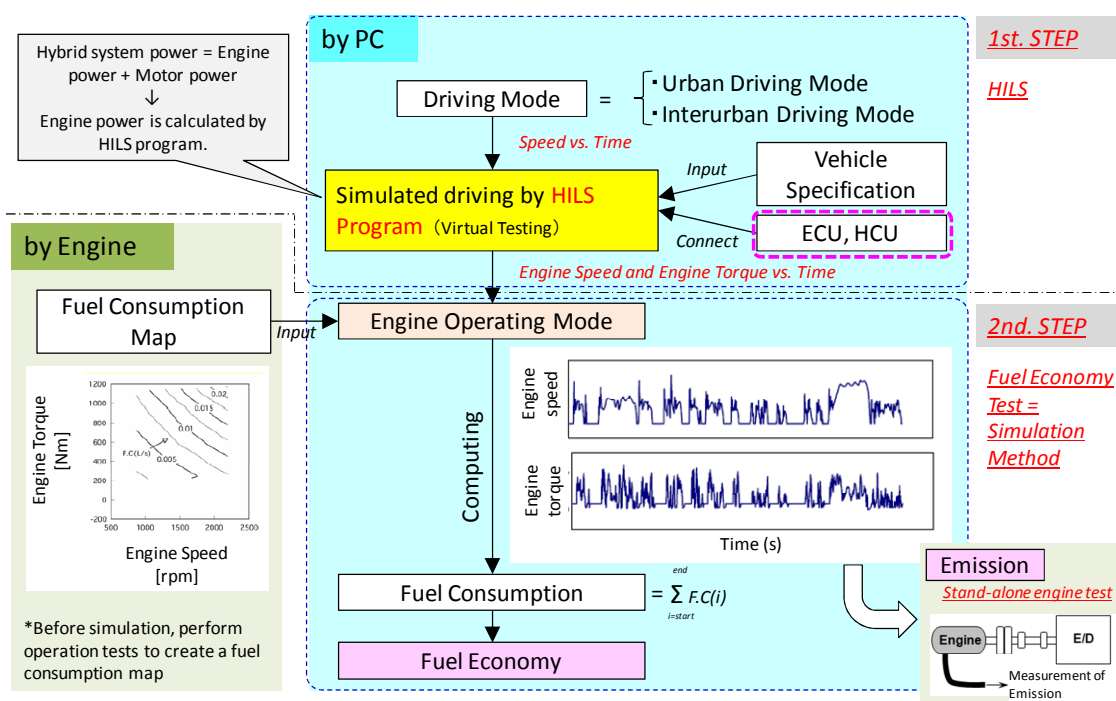 by PC
1st. STEP
HILS
Hybrid system power = Engine
power + Motor power
↓
Engine power is calculated by
HILS program.
Driving Mode
=
・Urban Driving Mode
・Interurban Driving Mode
Speed vs. Time
Simulated driving by HILS
Program（Virtual Testing）
Input
Vehicle
Specification
Connect
ECU, HCU
Engine Speed and Engine Torque vs. Time
by Engine
Fuel Consumption
Map
Input
Engine Operating Mode
2nd. STEP
Fuel Economy
Test =
Simulation
Method
Engine Torque
[Nm]
1200
1000
800
600
400
200
0
-200
500
1000
1500
2000
2500
0.02
0.015
0.01
F.C(L/s)
0.005
Engine Speed
[rpm]
*Before simulation, perform
operation tests to create a fuel
consumption map
Computing
Engine
speed
Engine
torque
Time (s)
Fuel Consumption
end
= Σ F.C(i)
i=start
Fuel Economy
Emission
Stand-alone engine test
Engine
E/D
Measurement of
Emission